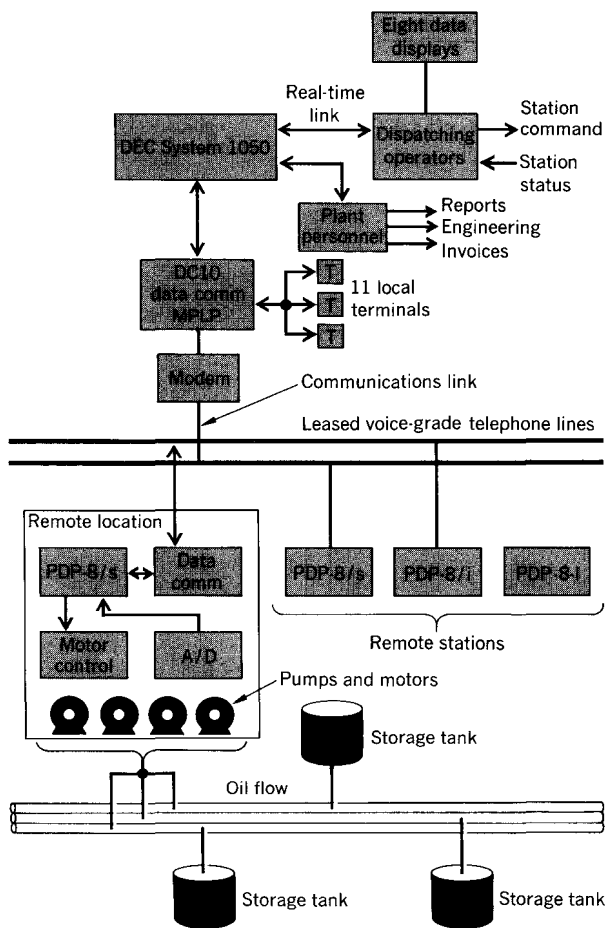 Eight data
displays
Real-time
link
DEC System 1050
Dispatching
operators
Station
command
Station
status
Plant
personnel
Reports
Engineering
Invoices
DC10
data comm
MPLP
T
T
T
11 local
terminals
Modem
Communications link
Leased voice-grade telephone lines
Remote location
PDP-8/s
Data
comm
Motor
control
A/D
PDP-8/s
PDP-8/i
PDP-8-I
Remote stations
Pumps and motors
Storage tank
Oil flow
Storage tank
Storage tank